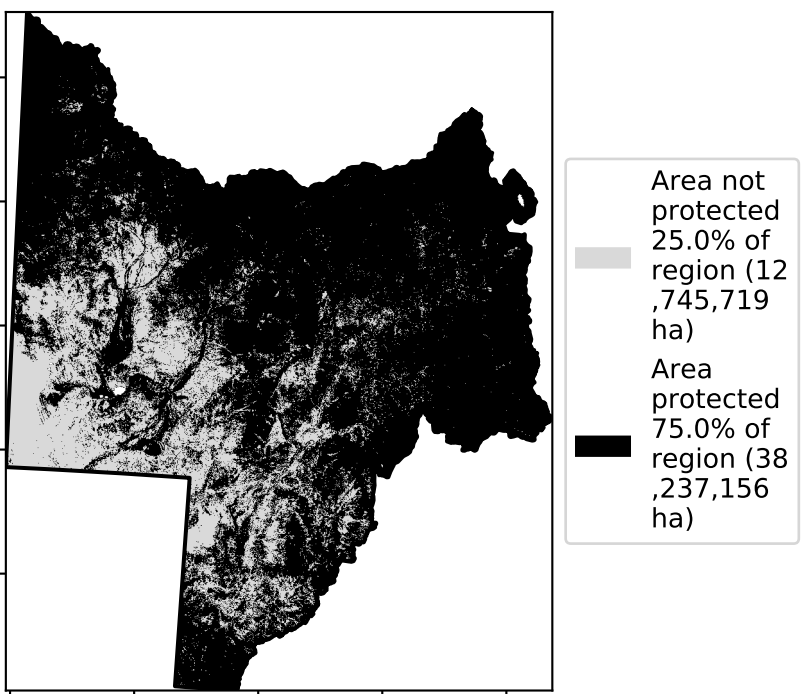 Area not
protected
25.0% of
region (12
,745,719
ha)
Area
protected
75.0% of
region (38
,237,156
ha)